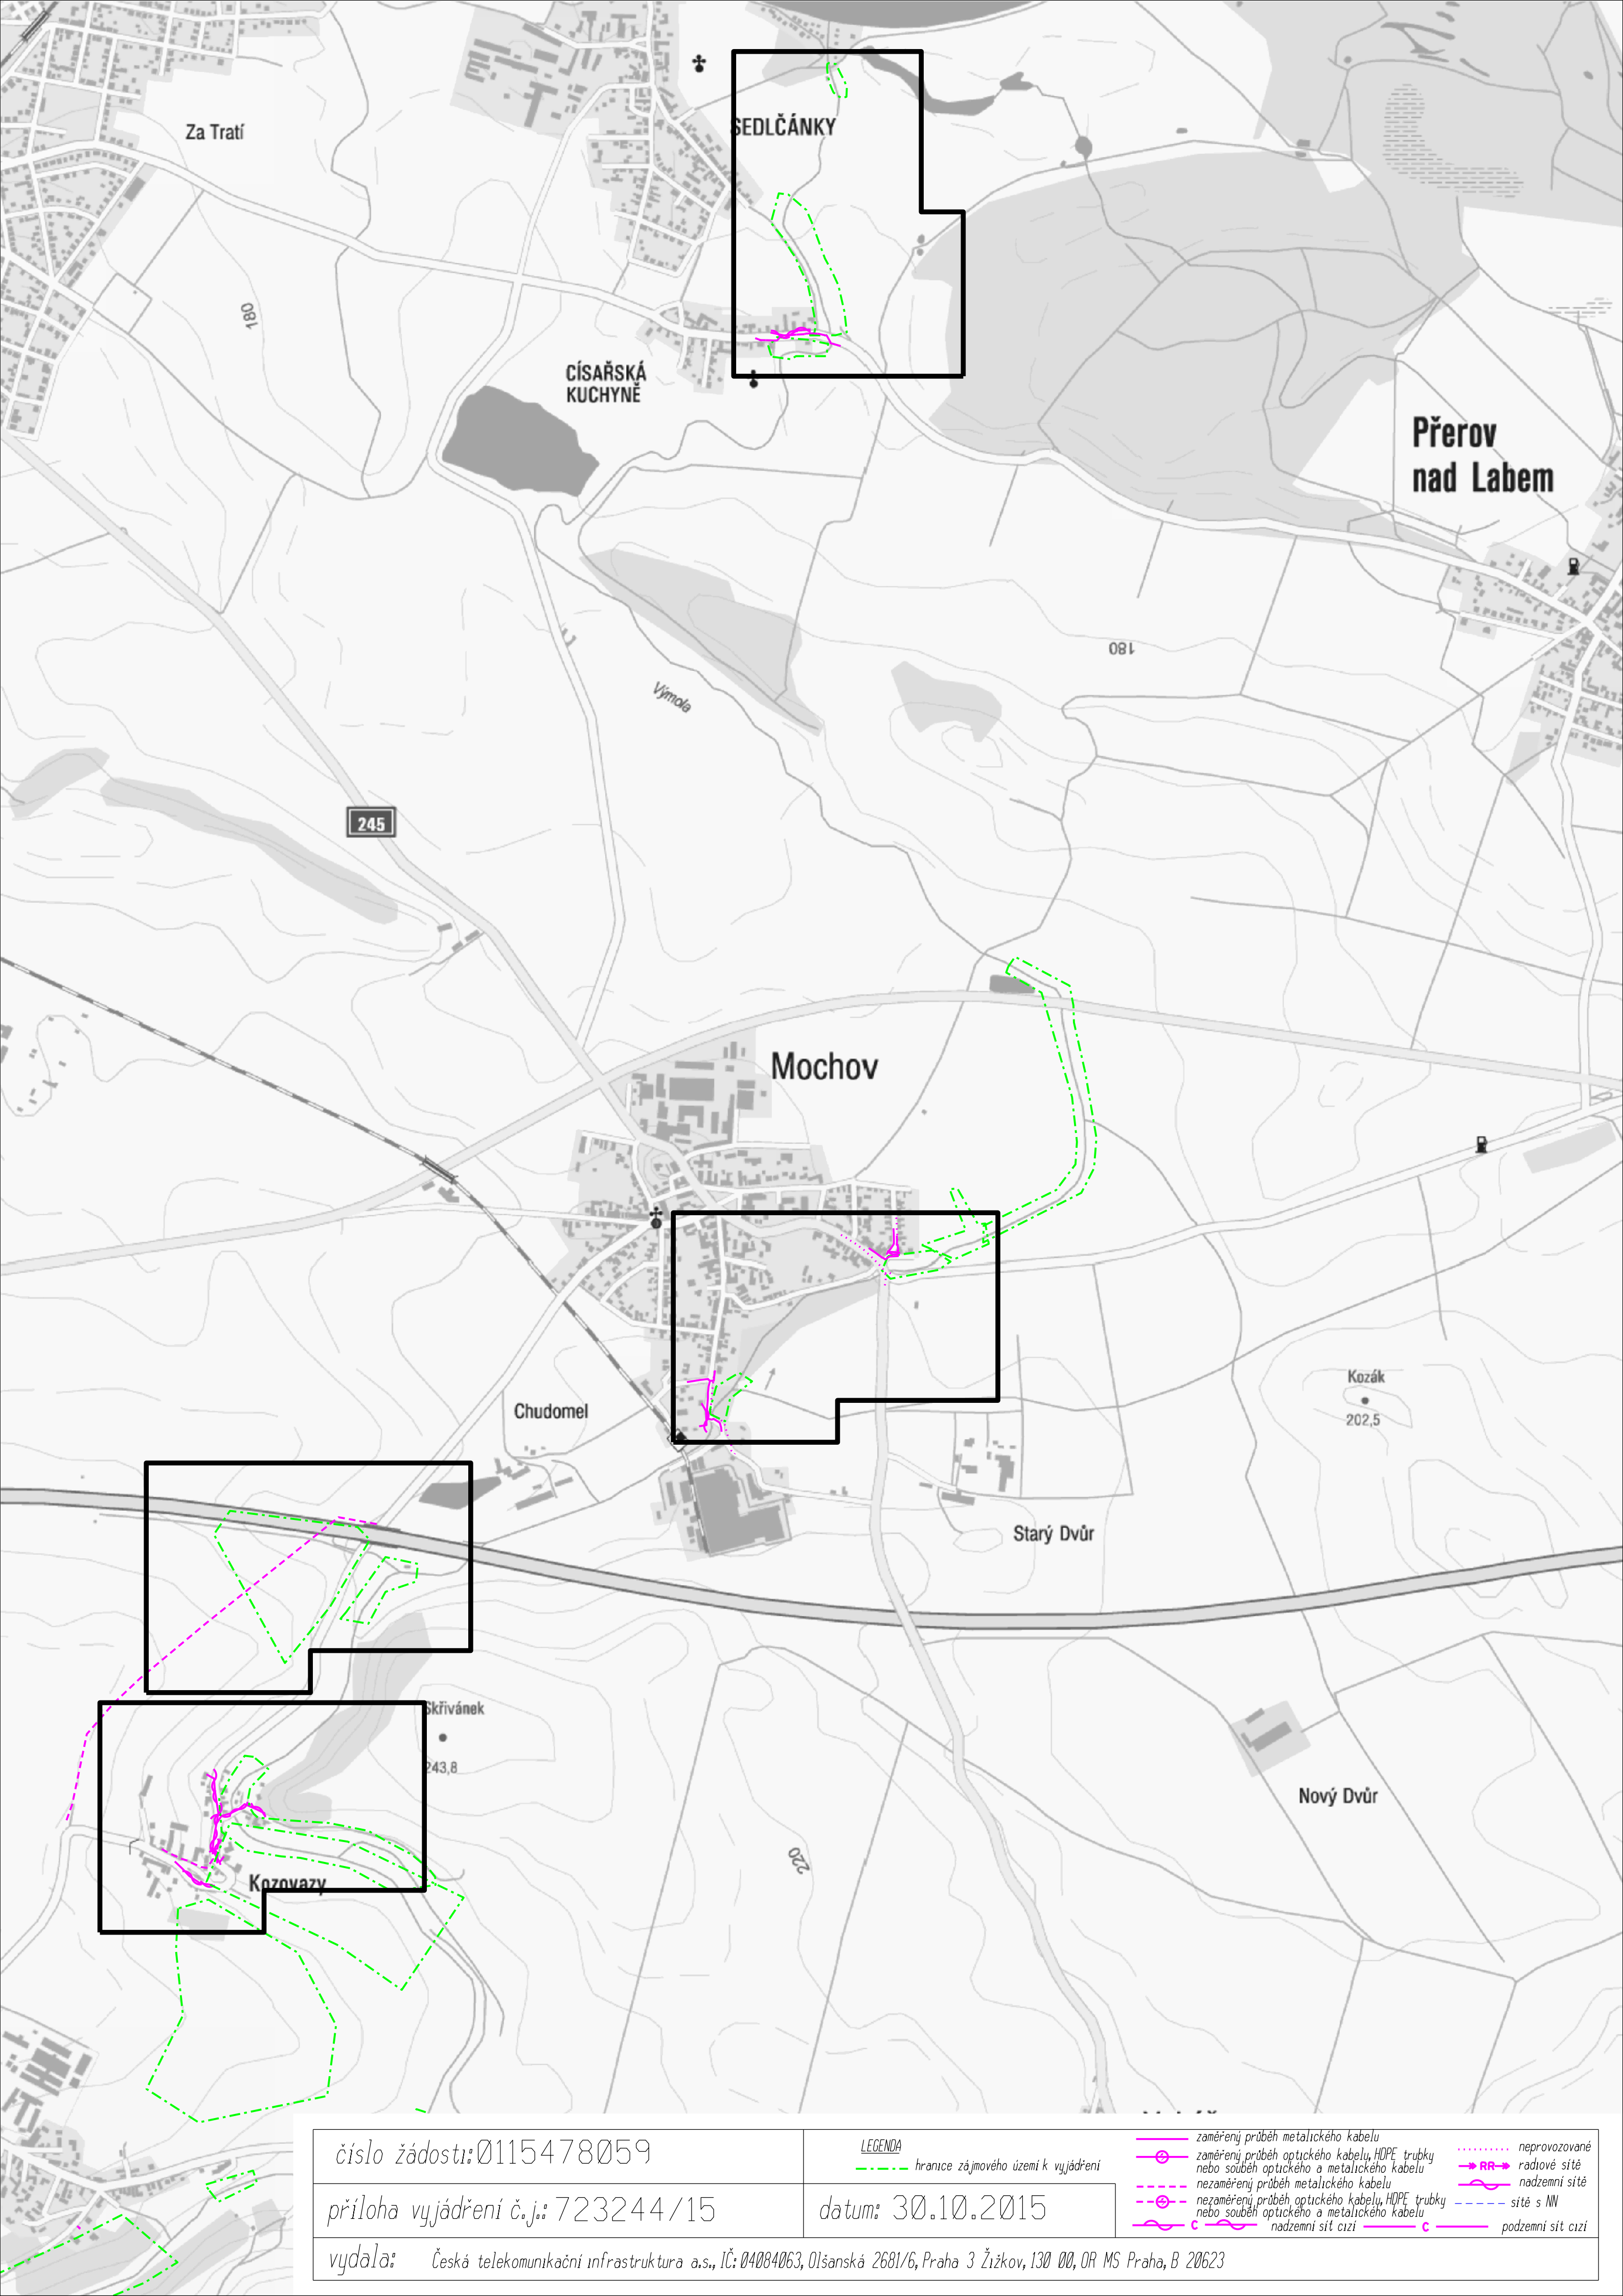 Za Tratí
SEDLČÁNKY
180
CÍSAŘSKÁ
KUCHYNĚ
Přerov
nad Labem
180
Výmola
245
Mochov
Kozák
202,5
Chudomel
Starý Dvůr
Skřivánek
243,8
Nový Dvůr
220
Kozovazy
číslo žádosti: 0115478059
příloha vyjádření č.j.: 723244/15
datum: 30.10.2015
vydala: Česká telekomunikační infrastruktura a.s., IČ: 04084063, Olšanská 2681/6, Praha 3 Žižkov, 130 00, OR MS Praha, B 20623
LEGENDA
hranice zájmového území k vyjádření
zaměřený průběh metalického kabelu
zaměřený průběh optického kabelu, HDPE trubky
nebo souběh optického a metalického kabelu
nezaměřený průběh metalického kabelu
nezaměřený průběh optického kabelu, HDPE trubky
nebo souběh optického a metalického kabelu
C nadzemní sít cizí
neprovozované
RR radiové sítě
nadzemní sítě
sítě s NN
C podzemní sít cizí